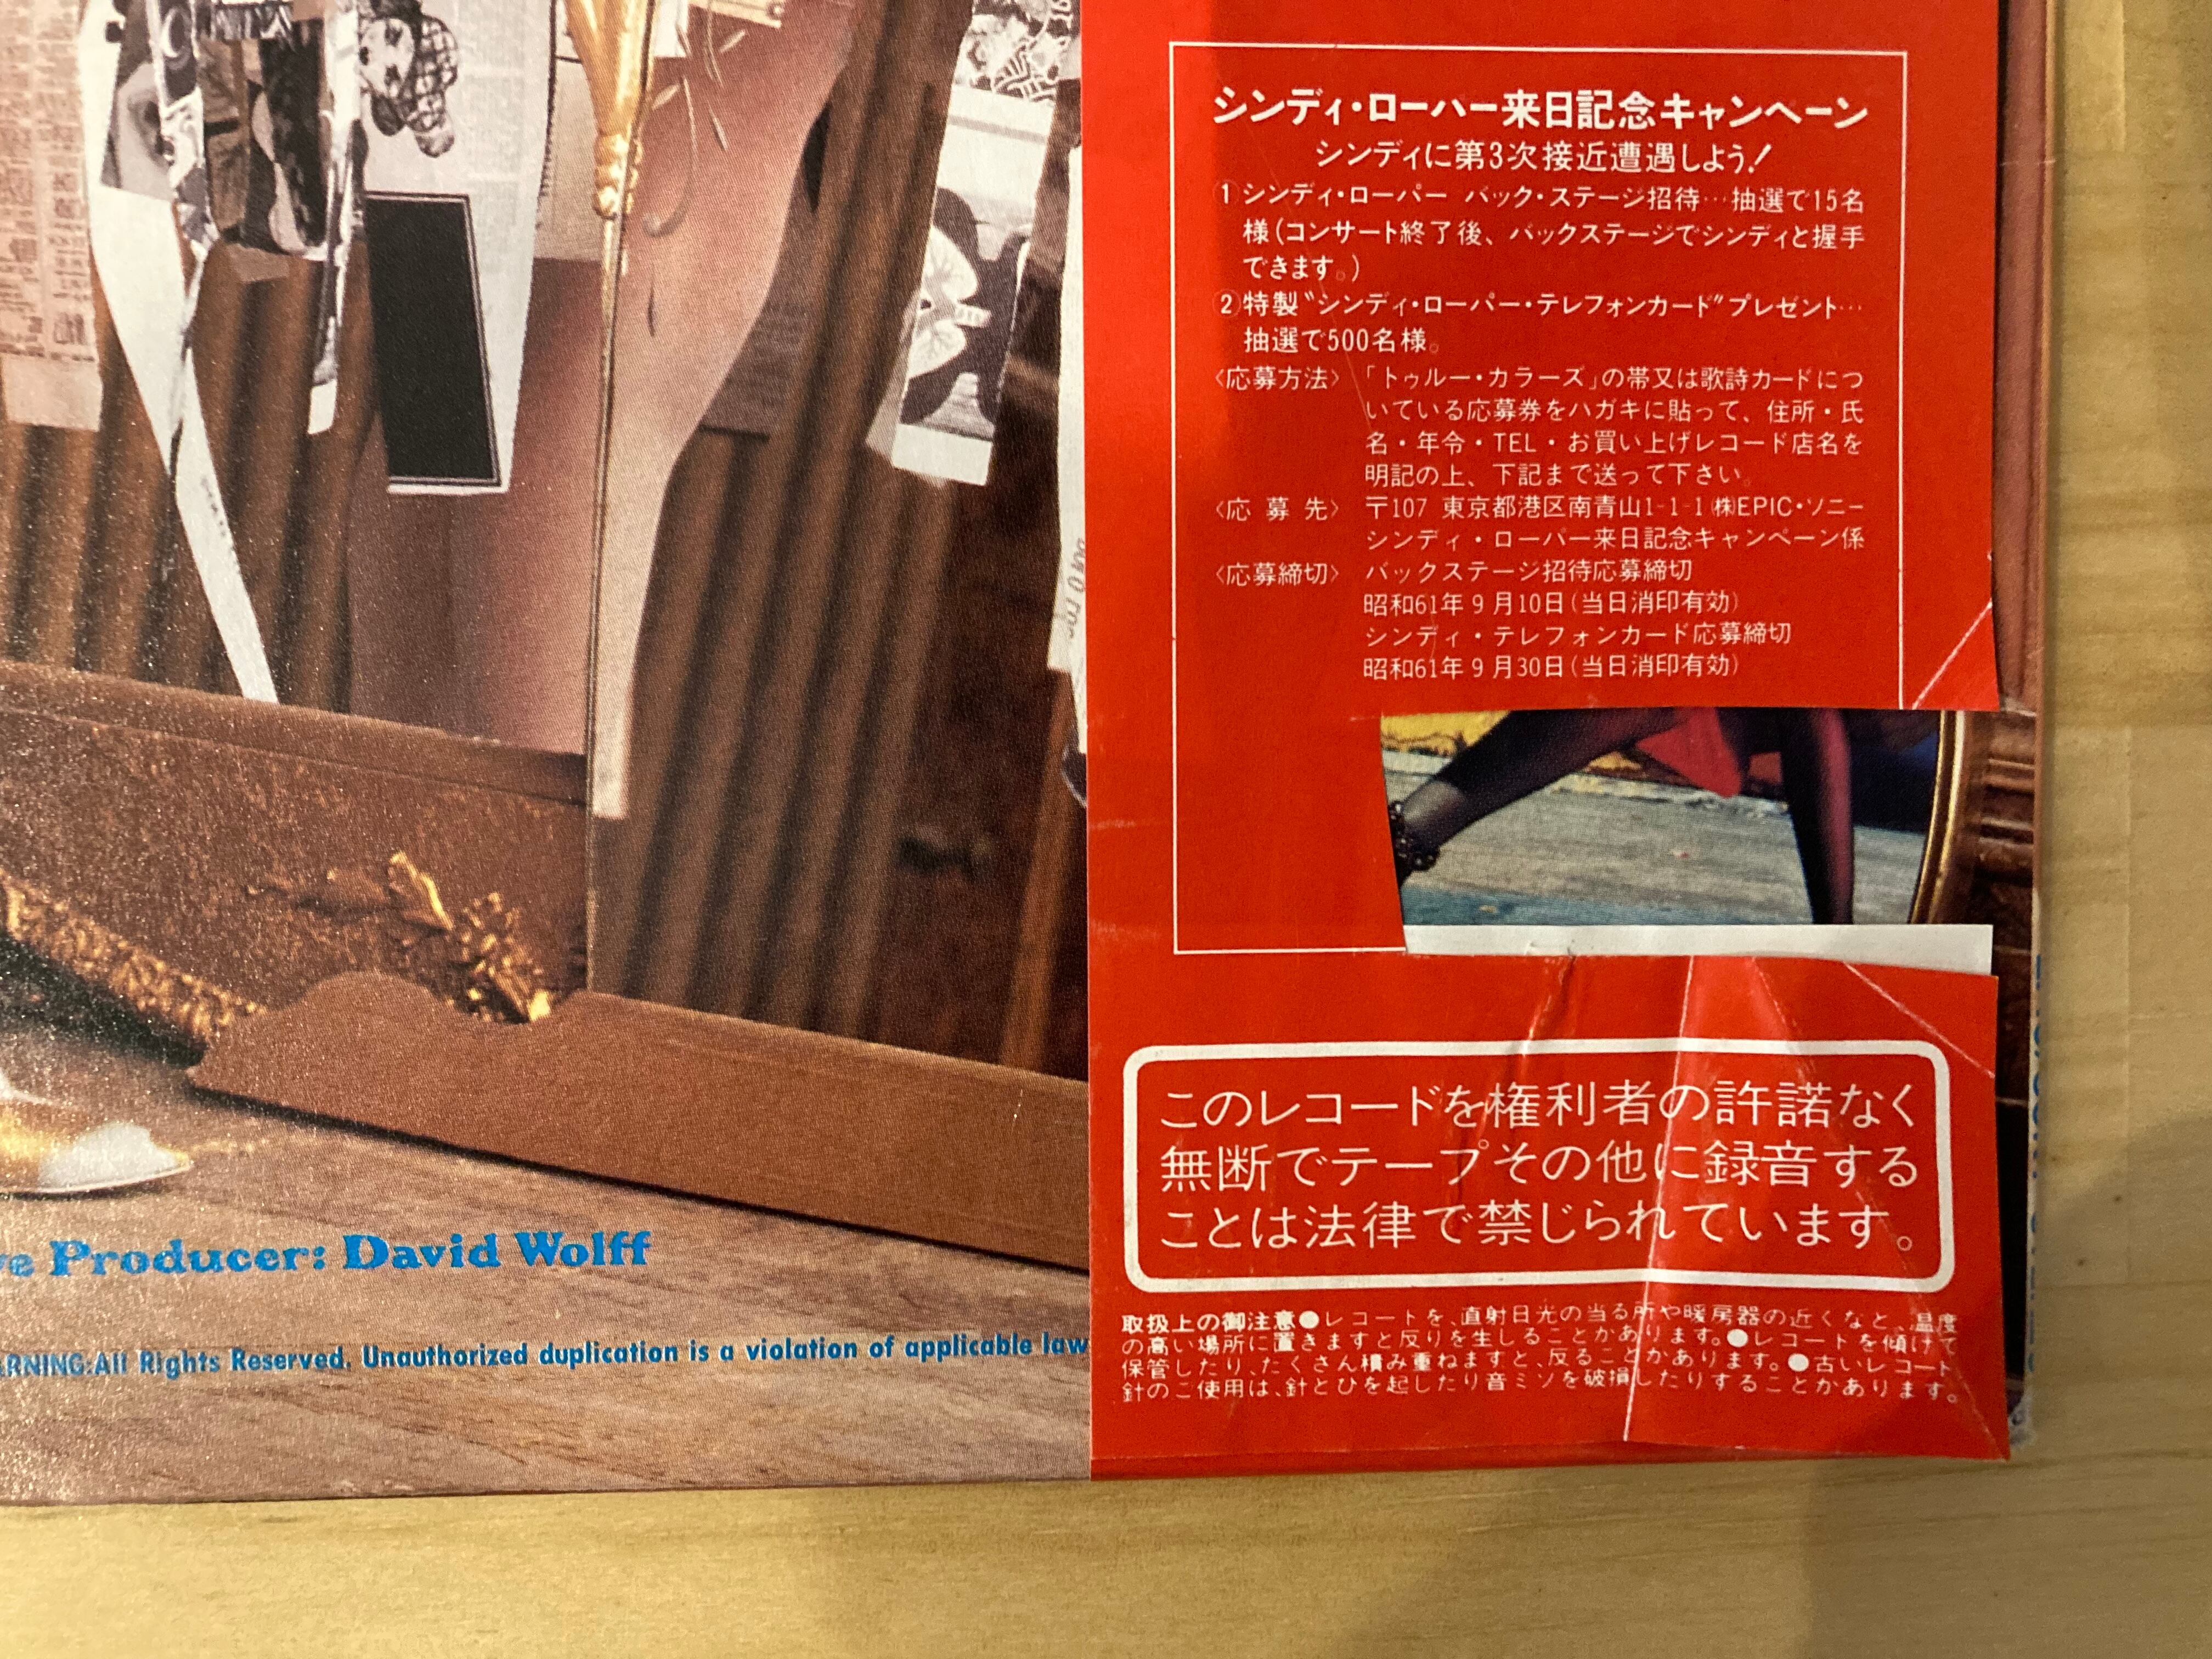 シンディ・ローパー来日記念キャンペーン
シンディに第3次接近遭遇しよう!
① シンディ・ローパー バック・ステージ招待…抽選で15名
様(コンサート終了後、バックステージでシンディと握手
できます。)
② 特製"シンディ・ローパー・テレフォンカード"プレゼント…
抽選で500名様。
〈応募方法〉 「トゥルー・カラーズ」の帯又は歌詩カードにつ
いている応募券をハガキに貼って、住所・氏
名・年令・TEL・お買い上げレコード店名を
明記の上、下記まで送って下さい。
〈応募先〉 〒107 東京都港区南青山1-1-1 ㈱EPIC・ソニー
シンディ・ローパー来日記念キャンペーン係
〈応募締切〉 バックステージ招待応募締切
昭和61年9月10日(当日消印有効)
シンディ・テレフォンカード応募締切
昭和61年9月30日(当日消印有効)
このレコードを権利者の許諾なく
無断でテープその他に録音する
ことは法律で禁じられています。
取扱上の御注意●レコードを、直射日光の当る所や暖房器の近くなど、温度
の高い場所に置きますと反りを生じることがあります。●レコードを傾けて
保管したり、たくさん積み重ねますと、反ることがあります。●古いレコード
針のご使用は、針とびを起したり音ミゾを破損したりすることがあります。
ve Producer: David Wolff
ARNING:All Rights Reserved. Unauthorized duplication is a violation of applicable law